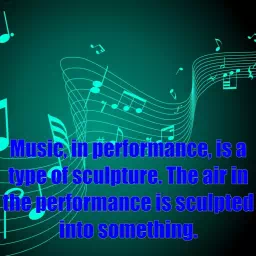 Music, in performance, is a
type of sculpture. The air in
the performance is sculpted
into something.